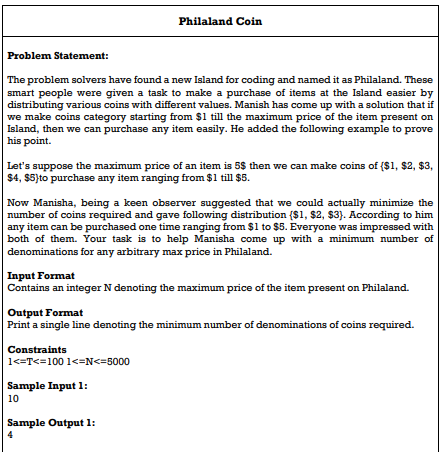 Philaland Coin
Problem Statement:
The problem solvers have found a new Island for coding and named it as Philaland. These
smart people were given a task to make a purchase of items at the Island easier by
distributing various coins with different values. Manish has come up with a solution that if
we make coins category starting from $1 till the maximum price of the item present on
Island, then we can purchase any item easily. He added the following example to prove
his point.
Let's suppose the maximum price of an item is 5$ then we can make coins of {$1, $2, $3,
$4, $5}to purchase any item ranging from $1 till $5.
Now Manisha, being a keen observer suggested that we could actually minimize the
number of coins required and gave following distribution {$1, $2, $3}. According to him
any item can be purchased one time ranging from $1 to $5. Everyone was impressed with
both of them. Your task is to help Manisha come up with a minimum number of
denominations for any arbitrary max price in Philaland.
Input Format
Contains an integer N denoting the maximum price of the item present on Philaland.
Output Format
Print a single line denoting the minimum number of denominations of coins required.
Constraints
1<=T<=100 1<=N<=5000
Sample Input 1:
10
Sample Output 1:
4